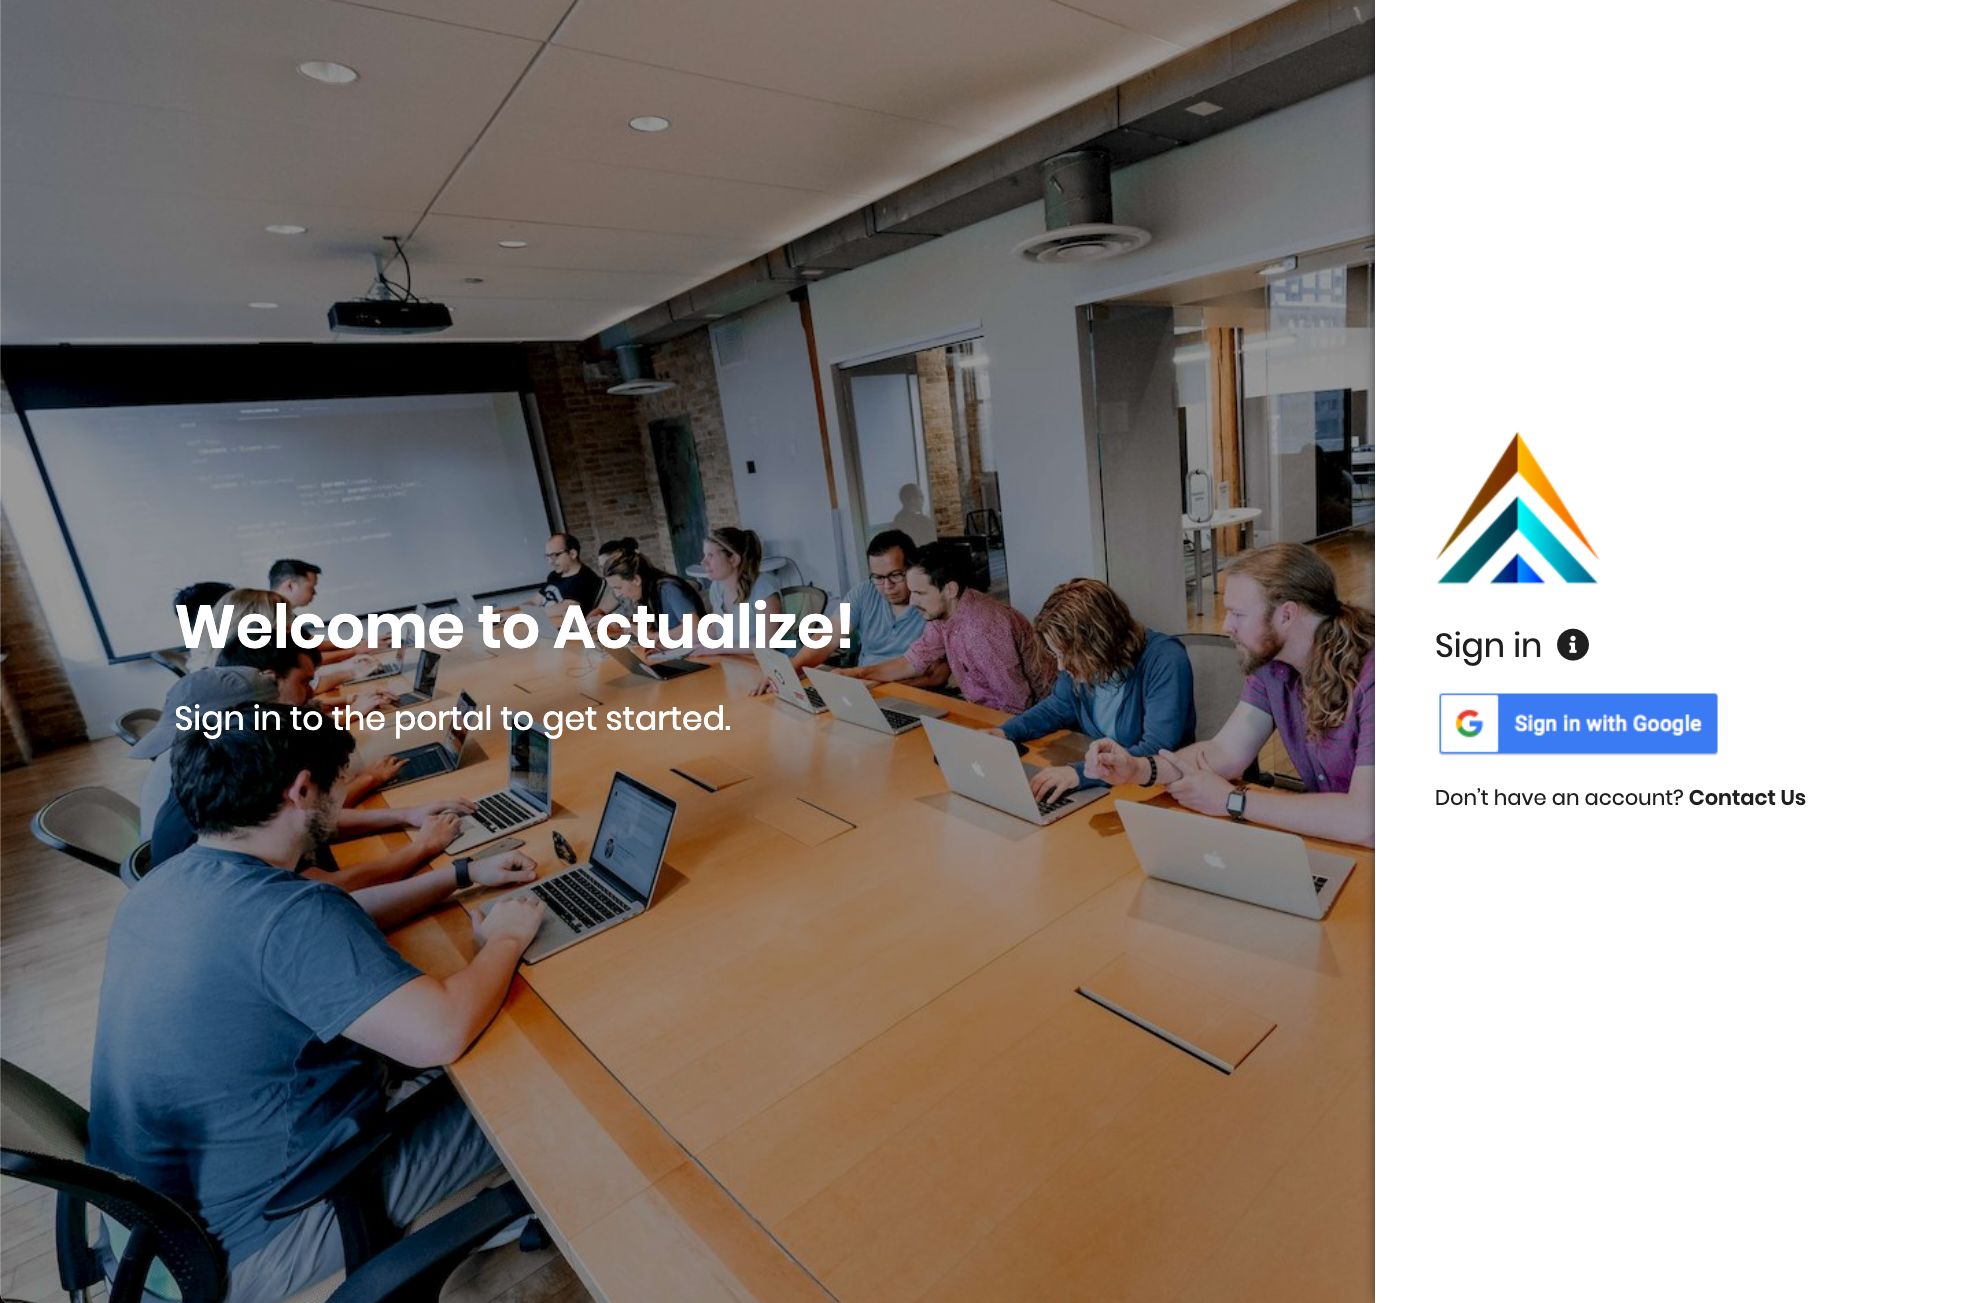 Welcome to Actualize!
Sign in to the portal to get started.
Sign in
Sign in with Google
Don't have an account? Contact Us